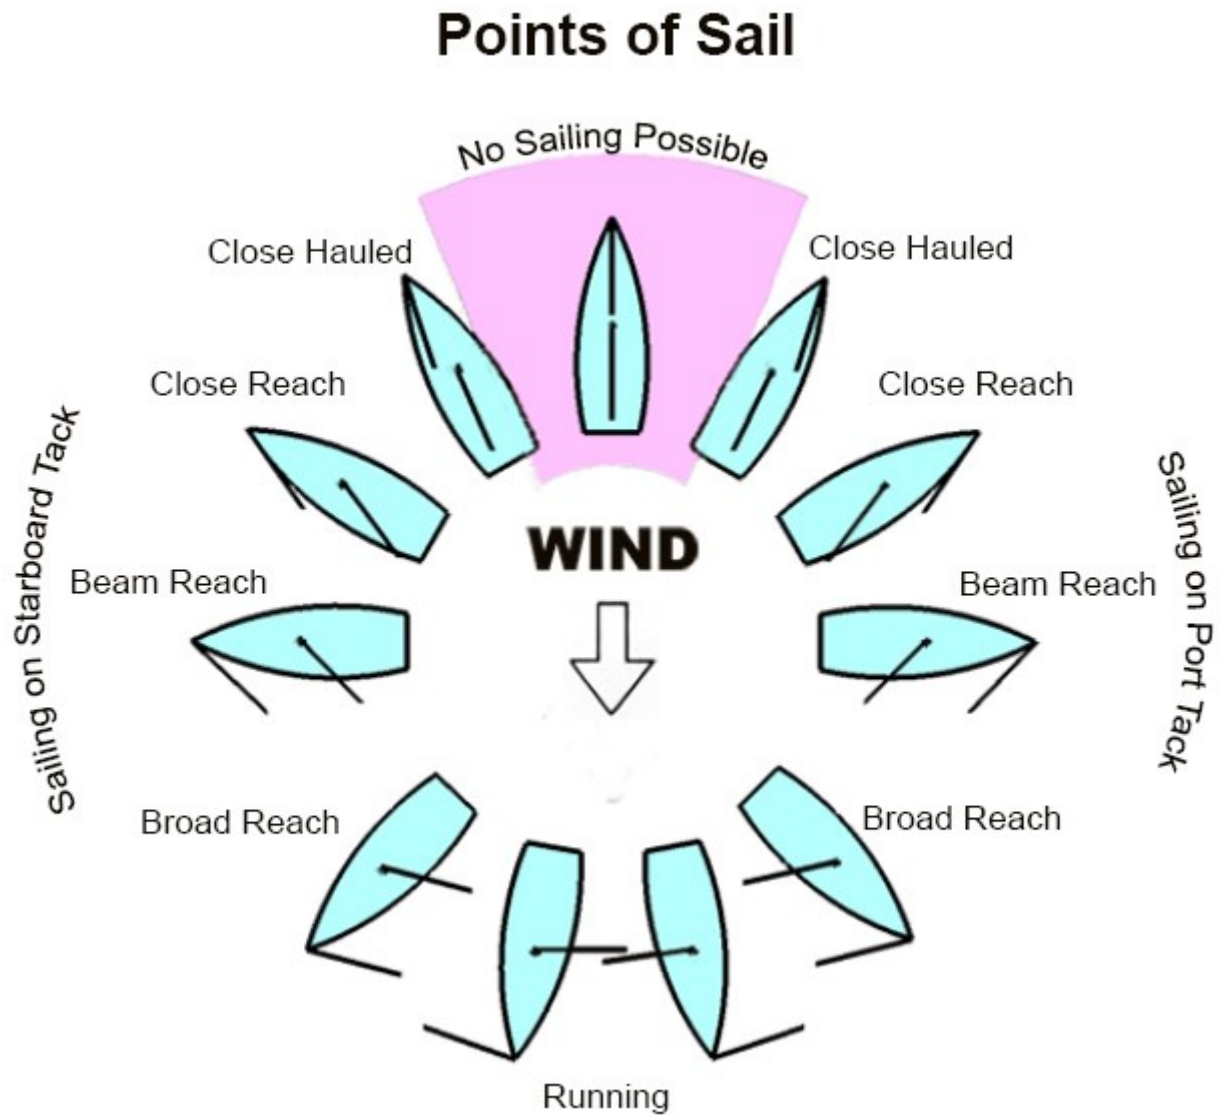 Points of Sail
No Sailing Possible
Close Hauled
Close Hauled
Close Reach
Close Reach
Sailing on Starboard Tack
Sailing on Port Tack
WIND
Beam Reach
Beam Reach
Broad Reach
Broad Reach
Running